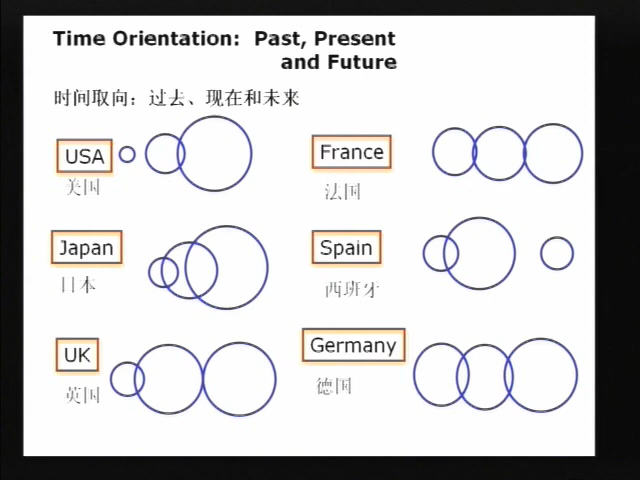 Time Orientation: Past, Present
and Future
时间取向：过去、现在和未来
USA
美国
France
法国
Japan
日本
Spain
西班牙
UK
英国
Germany
德国